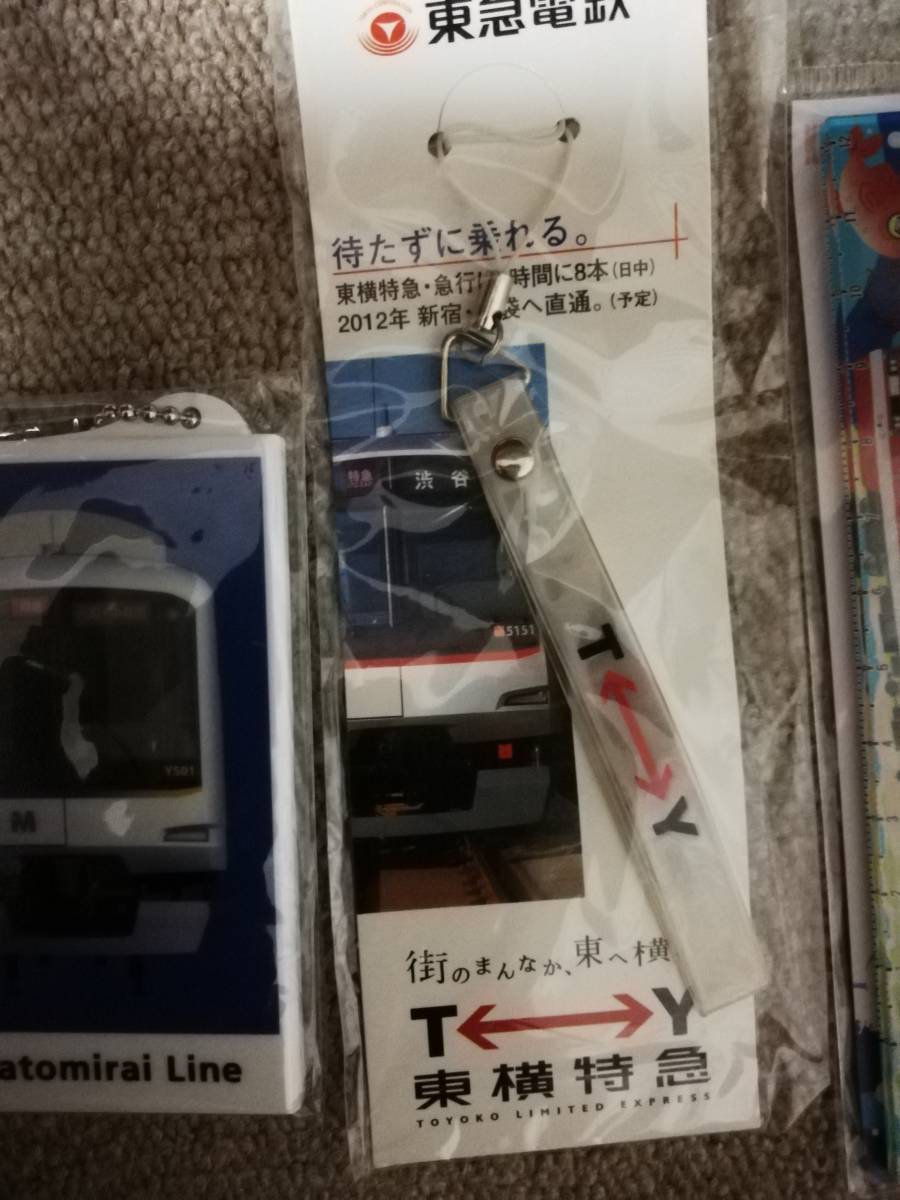 東急電鉄
待たずに乗れる。
東横特急・急行 時間に8本(日中)
2012年 新宿・ 袋へ直通。(予定)
特急
渋谷
5151
T
Y
街のまんなか、東へ横
T Y
東横特急
TOYOKO LIMITED EXPRESS
Y501
M
atomirai Line